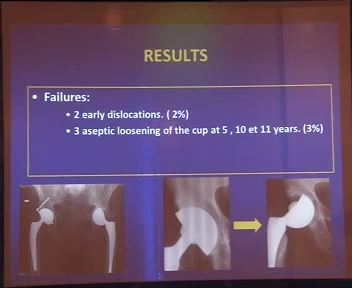 RESULTS
• Failures:
• 2 early dislocations. ( 2%)
• 3 aseptic loosening of the cup at 5 , 10 et 11 years. (3%)